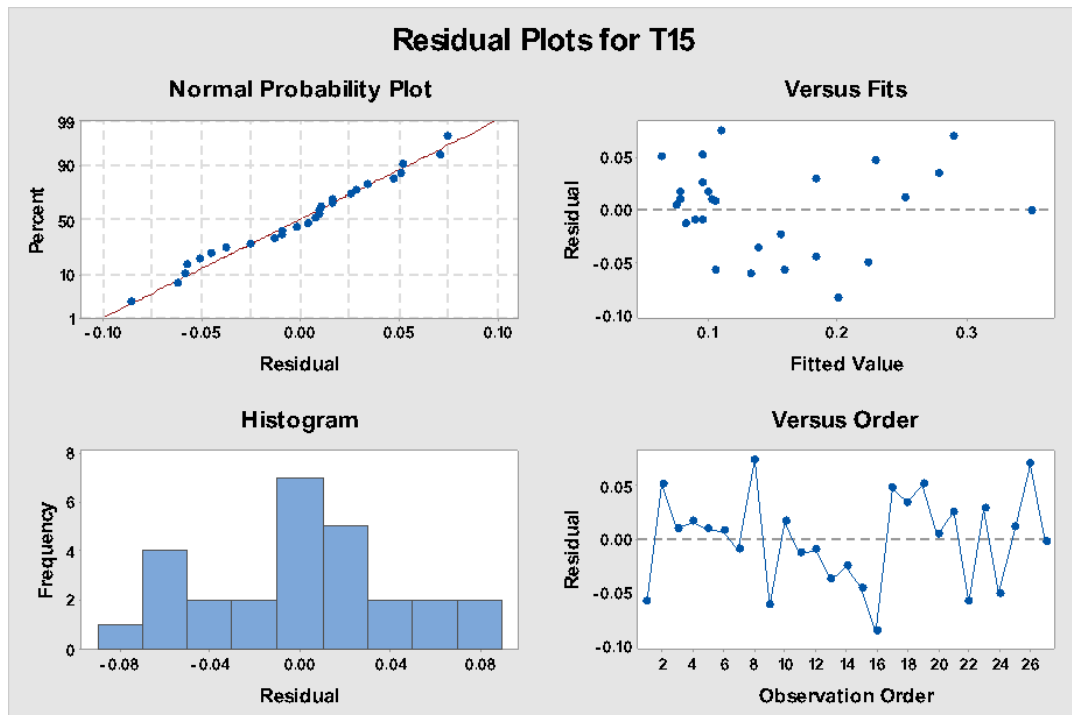 Residual Plots for T15
Normal Probability Plot
Percent
99
90
50
10
1
-0.10 -0.05 0.00 0.05 0.10
Residual
Versus Fits
Residual
0.05
0.00
-0.05
-0.10
0.1 0.2 0.3
Fitted Value
Histogram
Frequency
8
6
4
2
0
-0.08 -0.04 0.00 0.04 0.08
Residual
Versus Order
Residual
0.05
0.00
-0.05
-0.10
2 4 6 8 10 12 14 16 18 20 22 24 26
Observation Order